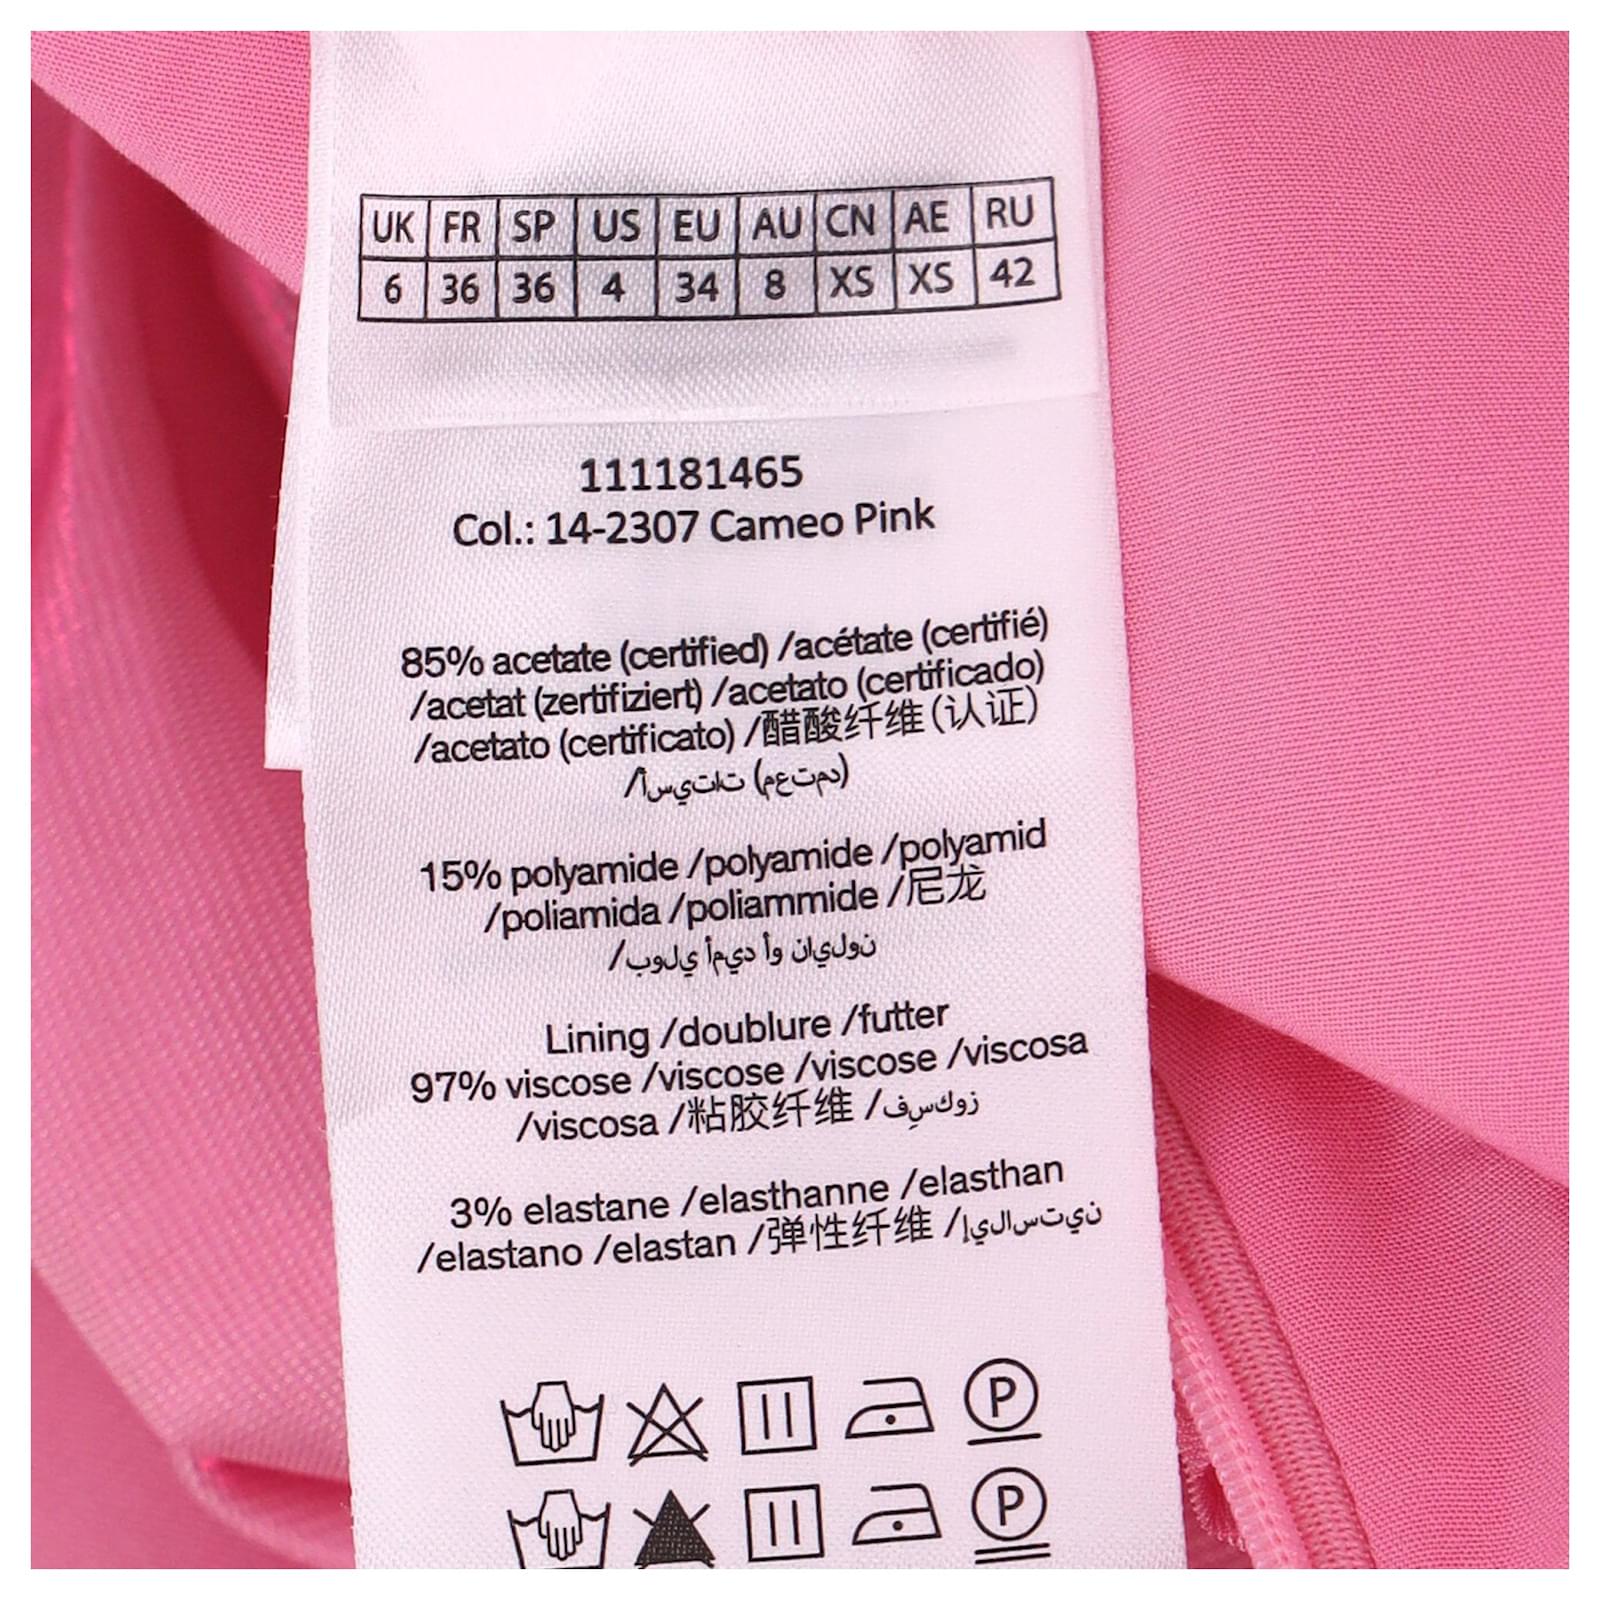 UK FR SP US EU AU CN AE RU
6 36 36 4 34 8 XS XS 42
111181465
Col.: 14-2307 Cameo Pink
85% acetate (certified) /acétate (certifié)
/acetat (zertifiziert) /acetato (certificado)
/acetato (certificato) /醋酸纤维(认证)
/أسيتات (معتمد)
15% polyamide /polyamide /polyamid
/poliamida /poliammide /尼龙
/بولي أميد أو نايلون
Lining /doublure /futter
97% viscose /viscose /viscose /viscosa
/viscosa /粘胶纤维 /فِسكوز
3% elastane /elasthanne /elasthan
/elastano /elastan /弹性纤维 /إيلاستين
P
P